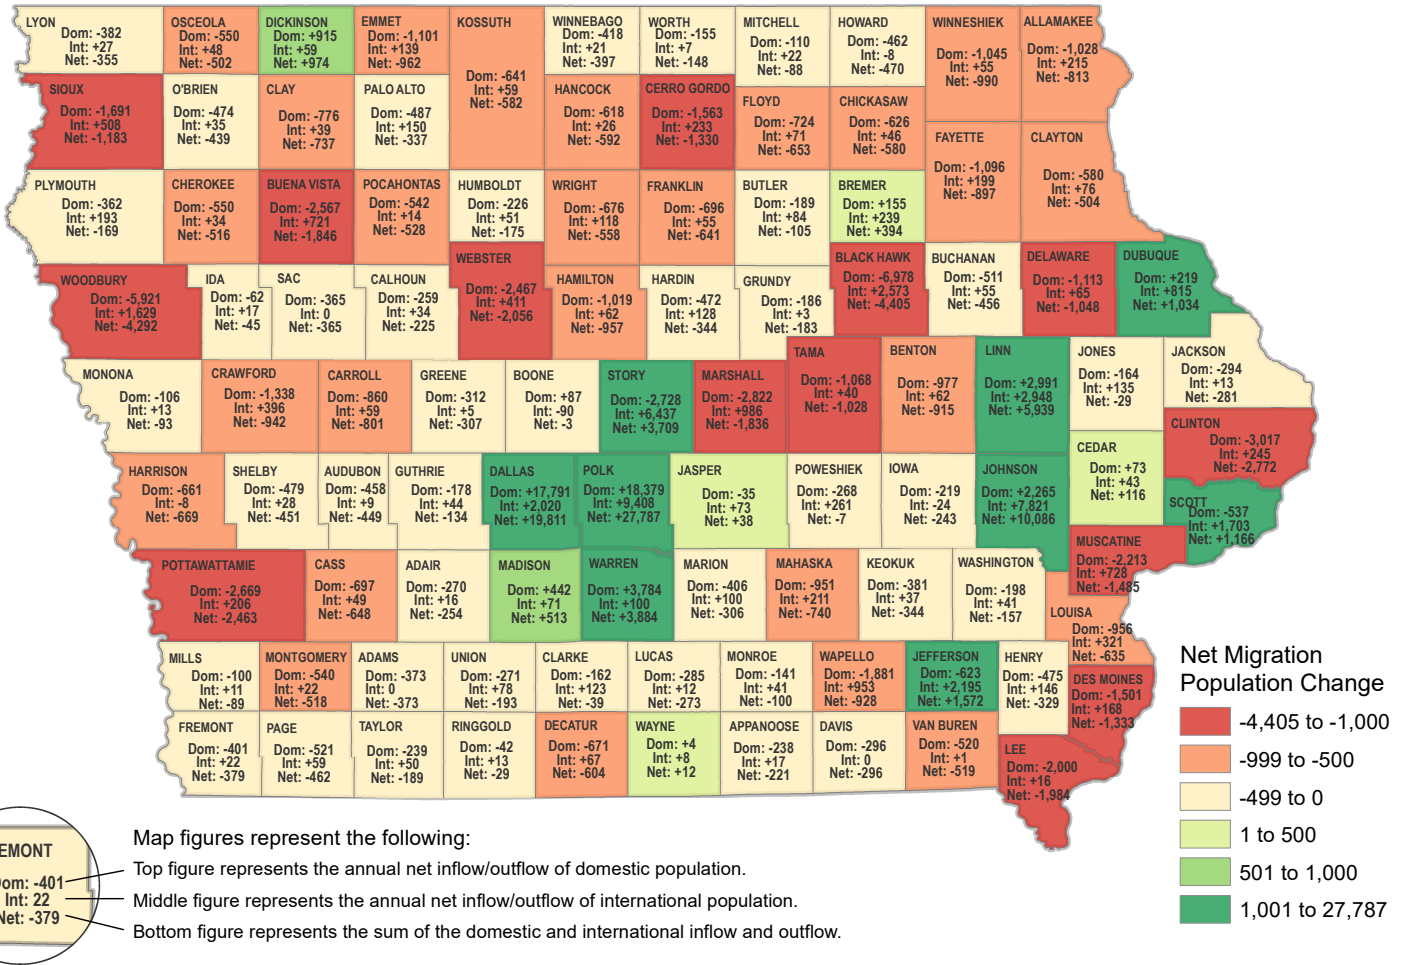 LYON
Dom: -382
Int: +27
Net: -355
OSCEOLA
Dom: -550
Int: +48
Net: -502
DICKINSON
Dom: +915
Int: +59
Net: +974
EMMET
Dom: -1,101
Int: +139
Net: -962
KOSSUTH
Dom: -641
Int: +59
Net: -582
WINNEBAGO
Dom: -418
Int: +21
Net: -397
WORTH
Dom: -155
Int: +7
Net: -148
MITCHELL
Dom: -110
Int: +22
Net: -88
HOWARD
Dom: -462
Int: -8
Net: -470
WINNESHIEK
Dom: -1,045
Int: +55
Net: -990
ALLAMAKEE
Dom: -1,028
Int: +215
Net: -813
SIOUX
Dom: -1,691
Int: +508
Net: -1,183
O'BRIEN
Dom: -474
Int: +35
Net: -439
CLAY
Dom: -776
Int: +39
Net: -737
PALO ALTO
Dom: -487
Int: +150
Net: -337
HANCOCK
Dom: -618
Int: +26
Net: -592
CERRO GORDO
Dom: -1,563
Int: +233
Net: -1,330
FLOYD
Dom: -724
Int: +71
Net: -653
CHICKASAW
Dom: -626
Int: +46
Net: -580
FAYETTE
Dom: -1,096
Int: +199
Net: -897
CLAYTON
Dom: -580
Int: +76
Net: -504
PLYMOUTH
Dom: -362
Int: +193
Net: -169
CHEROKEE
Dom: -550
Int: +34
Net: -516
BUENA VISTA
Dom: -2,567
Int: +721
Net: -1,846
POCAHONTAS
Dom: -542
Int: +14
Net: -528
HUMBOLDT
Dom: -226
Int: +51
Net: -175
WRIGHT
Dom: -676
Int: +118
Net: -558
FRANKLIN
Dom: -696
Int: +55
Net: -641
BUTLER
Dom: -189
Int: +84
Net: -105
BREMER
Dom: +155
Int: +239
Net: +394
WOODBURY
Dom: -5,921
Int: +1,629
Net: -4,292
IDA
Dom: -62
Int: +17
Net: -45
SAC
Dom: -365
Int: 0
Net: -365
CALHOUN
Dom: -259
Int: +34
Net: -225
WEBSTER
Dom: -2,467
Int: +411
Net: -2,056
HAMILTON
Dom: -1,019
Int: +62
Net: -957
HARDIN
Dom: -472
Int: +128
Net: -344
GRUNDY
Dom: -186
Int: +3
Net: -183
BLACK HAWK
Dom: -6,978
Int: +2,573
Net: -4,405
BUCHANAN
Dom: -511
Int: +55
Net: -456
DELAWARE
Dom: -1,113
Int: +65
Net: -1,048
DUBUQUE
Dom: +219
Int: +815
Net: +1,034
MONONA
Dom: -106
Int: +13
Net: -93
CRAWFORD
Dom: -1,338
Int: +396
Net: -942
CARROLL
Dom: -860
Int: +59
Net: -801
GREENE
Dom: -312
Int: +5
Net: -307
BOONE
Dom: +87
Int: -90
Net: -3
STORY
Dom: -2,728
Int: +6,437
Net: +3,709
MARSHALL
Dom: -2,822
Int: +986
Net: -1,836
TAMA
Dom: -1,068
Int: +40
Net: -1,028
BENTON
Dom: -977
Int: +62
Net: -915
LINN
Dom: +2,991
Int: +2,948
Net: +5,939
JONES
Dom: -164
Int: +135
Net: -29
JACKSON
Dom: -294
Int: +13
Net: -281
CLINTON
Dom: -3,017
Int: +245
Net: -2,772
HARRISON
Dom: -661
Int: -8
Net: -669
SHELBY
Dom: -479
Int: +28
Net: -451
AUDUBON
Dom: -458
Int: +9
Net: -449
GUTHRIE
Dom: -178
Int: +44
Net: -134
DALLAS
Dom: +17,791
Int: +2,020
Net: +19,811
POLK
Dom: +18,379
Int: +9,408
Net: +27,787
JASPER
Dom: -35
Int: +73
Net: +38
POWESHIEK
Dom: -268
Int: +261
Net: -7
IOWA
Dom: -219
Int: -24
Net: -243
JOHNSON
Dom: +2,265
Int: +7,821
Net: +10,086
CEDAR
Dom: +73
Int: +43
Net: +116
SCOTT
Dom: -537
Int: +1,703
Net: +1,166
POTTAWATTAMIE
Dom: -2,669
Int: +206
Net: -2,463
CASS
Dom: -697
Int: +49
Net: -648
ADAIR
Dom: -270
Int: +16
Net: -254
MADISON
Dom: +442
Int: +71
Net: +513
WARREN
Dom: +3,784
Int: +100
Net: +3,884
MARION
Dom: -406
Int: +100
Net: -306
MAHASKA
Dom: -951
Int: +211
Net: -740
KEOKUK
Dom: -381
Int: +37
Net: -344
WASHINGTON
Dom: -198
Int: +41
Net: -157
MUSCATINE
Dom: -2,213
Int: +728
Net: -1,485
LOUISA
Dom: -956
Int: +321
Net: -635
MILLS
Dom: -100
Int: +11
Net: -89
MONTGOMERY
Dom: -540
Int: +22
Net: -518
ADAMS
Dom: -373
Int: 0
Net: -373
UNION
Dom: -271
Int: +78
Net: -193
CLARKE
Dom: -162
Int: +123
Net: -39
LUCAS
Dom: -285
Int: +12
Net: -273
MONROE
Dom: -141
Int: +41
Net: -100
WAPELLO
Dom: -1,881
Int: +953
Net: -928
JEFFERSON
Dom: -623
Int: +2,195
Net: +1,572
HENRY
Dom: -475
Int: +146
Net: -329
DES MOINES
Dom: -1,501
Int: +168
Net: -1,333
FREMONT
Dom: -401
Int: +22
Net: -379
PAGE
Dom: -521
Int: +59
Net: -462
TAYLOR
Dom: -239
Int: +50
Net: -189
RINGGOLD
Dom: -42
Int: +13
Net: -29
DECATUR
Dom: -671
Int: +67
Net: -604
WAYNE
Dom: +4
Int: +8
Net: +12
APPANOOSE
Dom: -238
Int: +17
Net: -221
DAVIS
Dom: -296
Int: 0
Net: -296
VAN BUREN
Dom: -520
Int: +1
Net: -519
LEE
Dom: -2,000
Int: +16
Net: -1,984
Net Migration
Population Change
-4,405 to -1,000
-999 to -500
-499 to 0
1 to 500
501 to 1,000
1,001 to 27,787
EMONT
Dom: -401
Int: 22
Net: -379
Map figures represent the following:
Top figure represents the annual net inflow/outflow of domestic population.
Middle figure represents the annual net inflow/outflow of international population.
Bottom figure represents the sum of the domestic and international inflow and outflow.